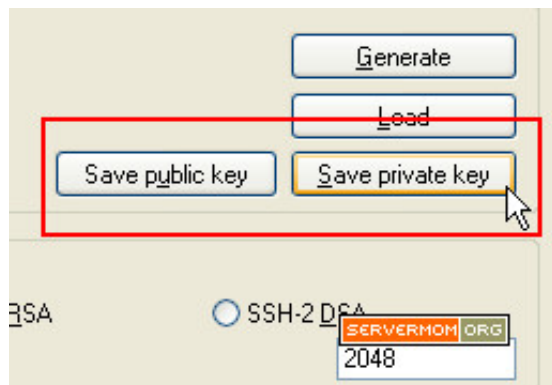 Generate
Load
Save public key Save private key
RSA SSH-2 DSA
SERVERMOM ORG
2048